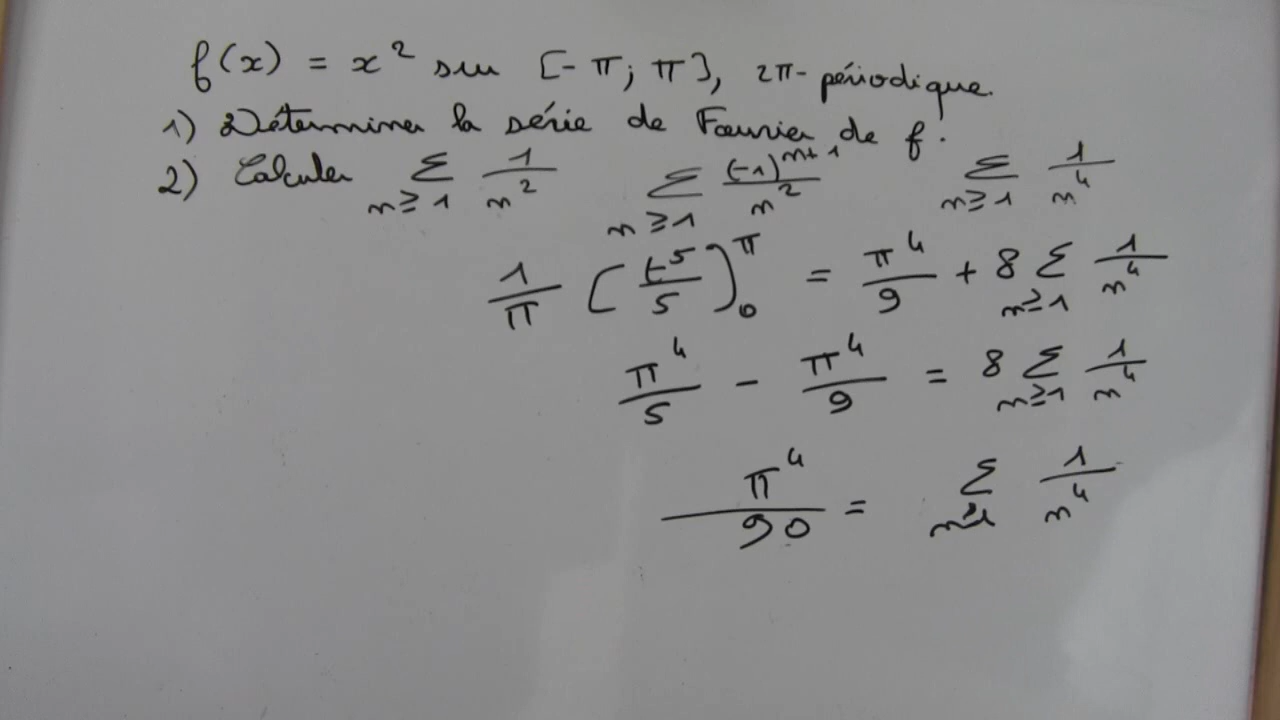 f(x) = x² sur [-π; π], 2π-périodique.
1) Déterminer la série de Fourier de f.
2) Calculer Σ_{n≥1} 1/n² Σ_{n≥1} (-1)^{n+1}/n² Σ_{n≥1} 1/n⁴
1/π [t⁵/5]₀^π = π⁴/9 + 8 Σ_{n≥1} 1/n⁴
π⁴/5 - π⁴/9 = 8 Σ_{n≥1} 1/n⁴
π⁴/90 = Σ_{n≥1} 1/n⁴